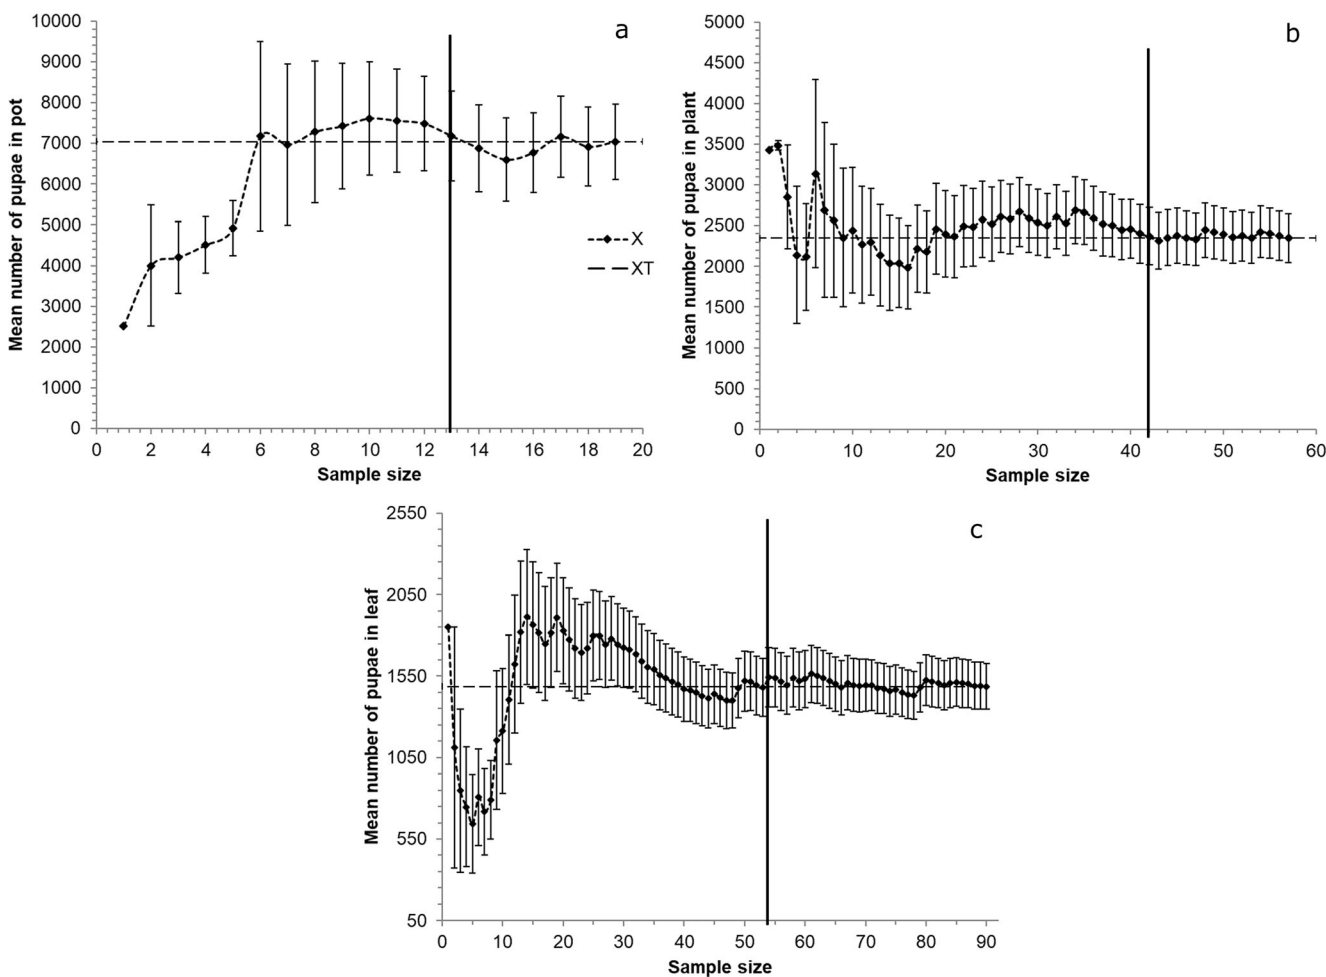 a
Mean number of pupae in pot
10000
9000
8000
7000
6000
5000
4000
3000
2000
1000
0
0 2 4 6 8 10 12 14 16 18 20
Sample size
X
XT
b
Mean number of pupae in plant
5000
4500
4000
3500
3000
2500
2000
1500
1000
500
0
0 10 20 30 40 50 60
Sample size
c
Mean number of pupae in leaf
2550
2050
1550
1050
550
50
0 10 20 30 40 50 60 70 80 90
Sample size